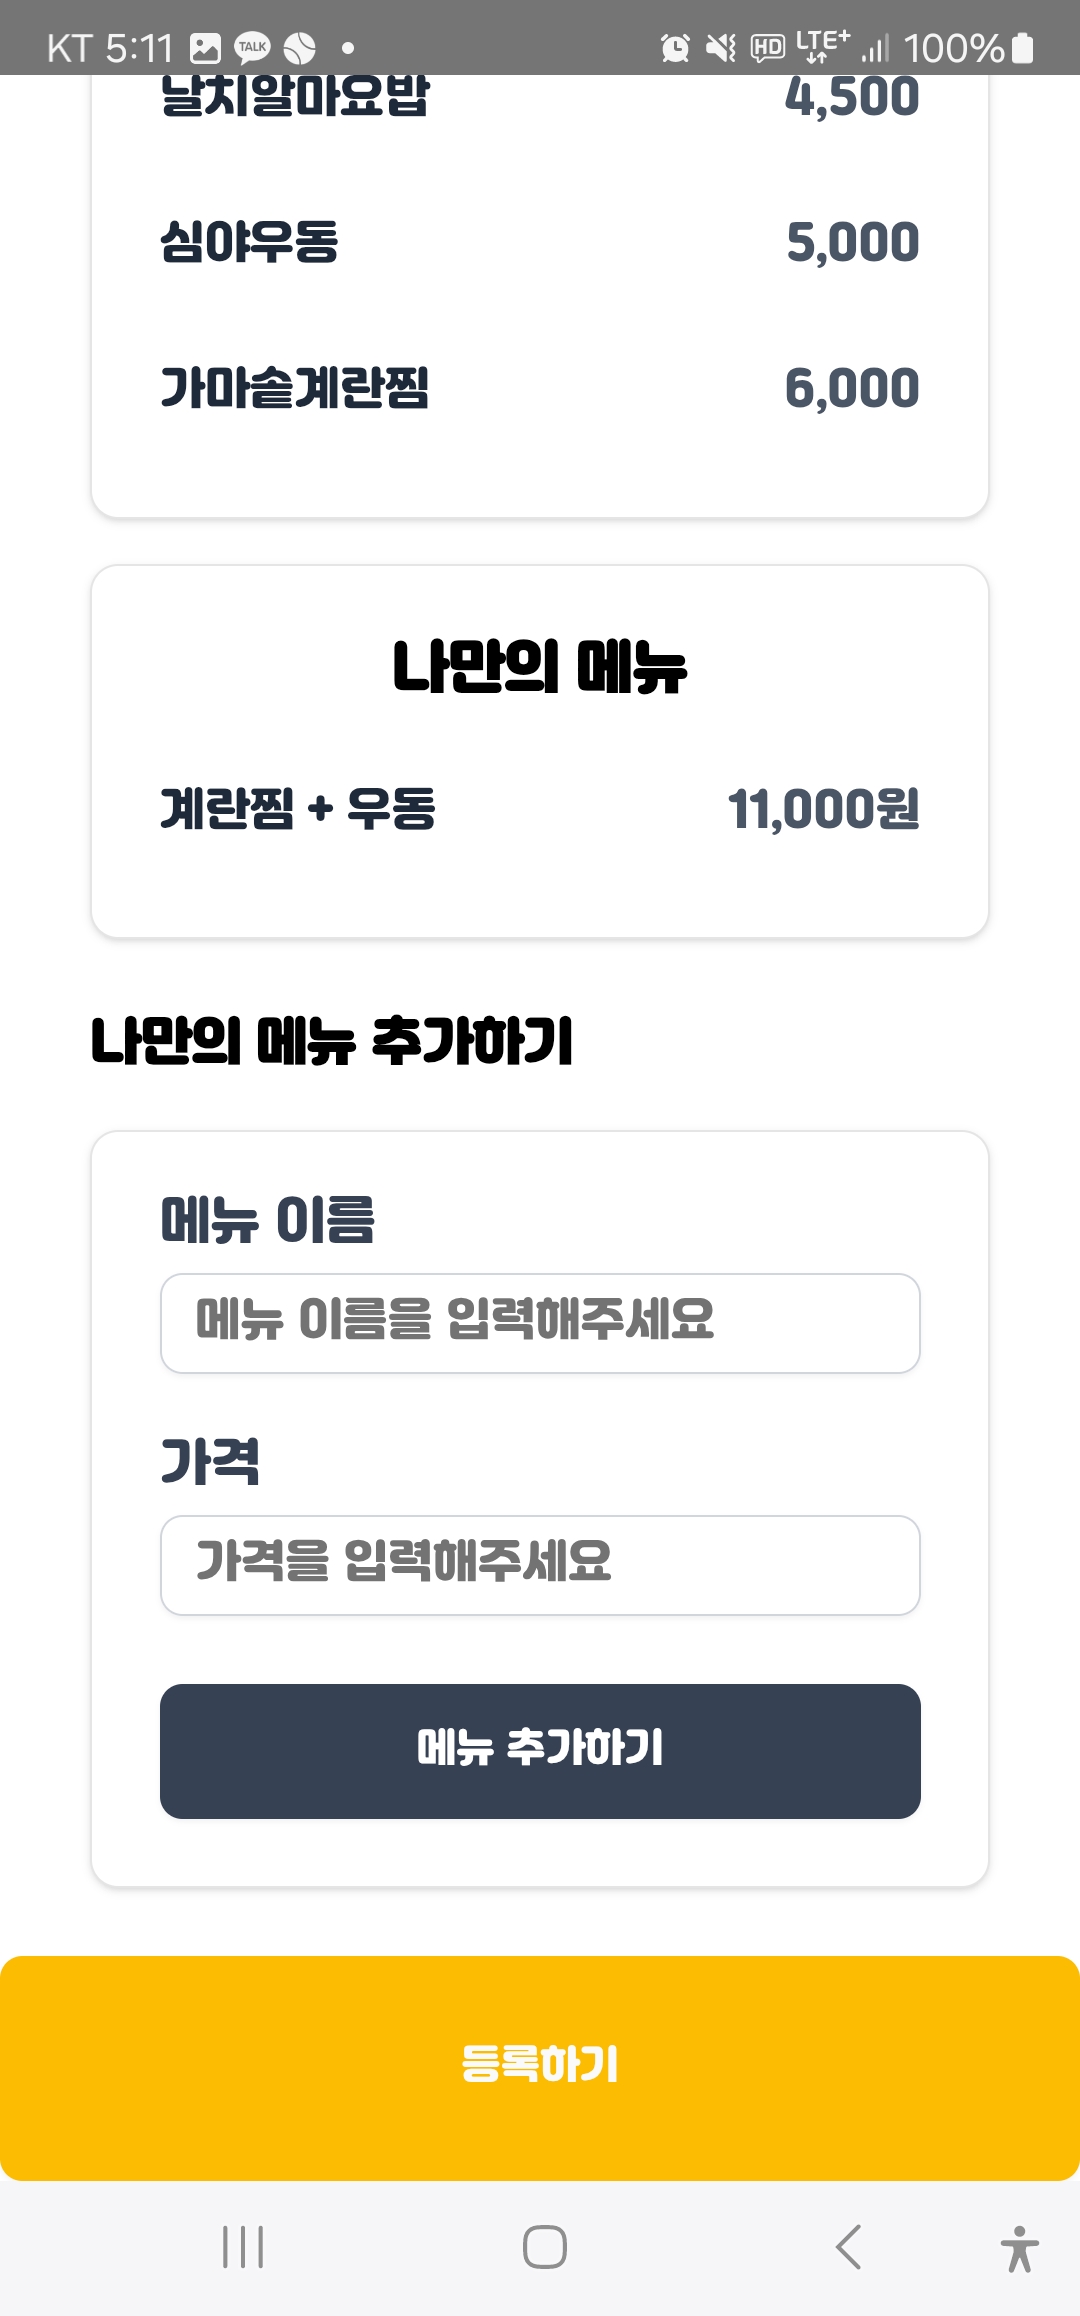 KT 5:11 TALK HD LTE+ 100%
날치알마요밥 4,500
심야우동 5,000
가마솥계란찜 6,000
나만의 메뉴
계란찜 + 우동 11,000원
나만의 메뉴 추가하기
메뉴 이름
메뉴 이름을 입력해주세요
가격
가격을 입력해주세요
메뉴 추가하기
등록하기